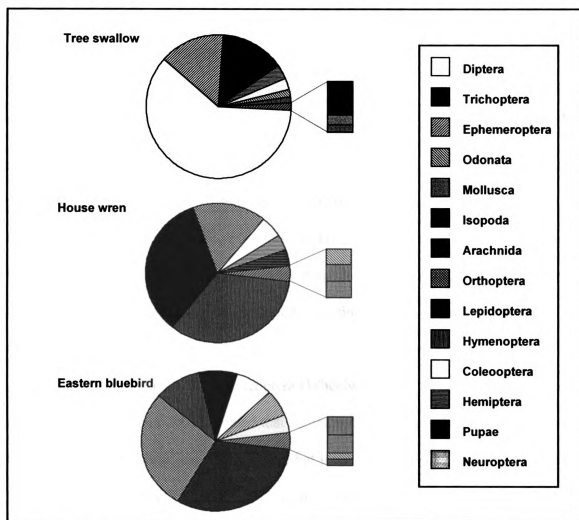 Tree swallow
House wren
Eastern bluebird
Diptera
Trichoptera
Ephemeroptera
Odonata
Mollusca
Isopoda
Arachnida
Orthoptera
Lepidoptera
Hymenoptera
Coleooptera
Hemiptera
Pupae
Neuroptera